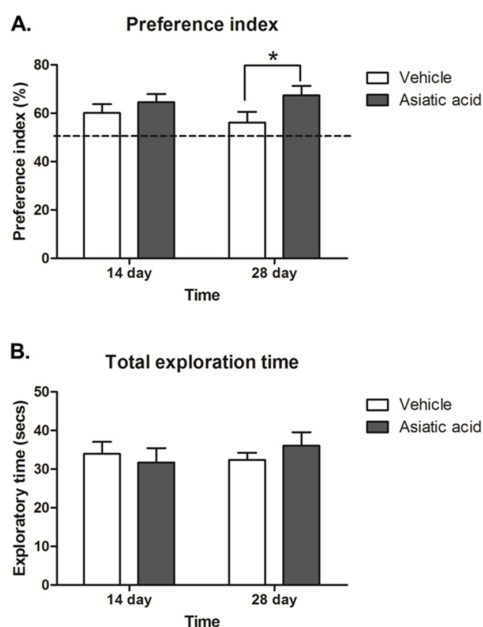 A.
Preference index
Preference index (%)
80
60
40
20
0
*
Vehicle
Asiatic acid
14 day
28 day
Time
B.
Total exploration time
Exploratory time (secs)
50
40
30
20
10
0
Vehicle
Asiatic acid
14 day
28 day
Time